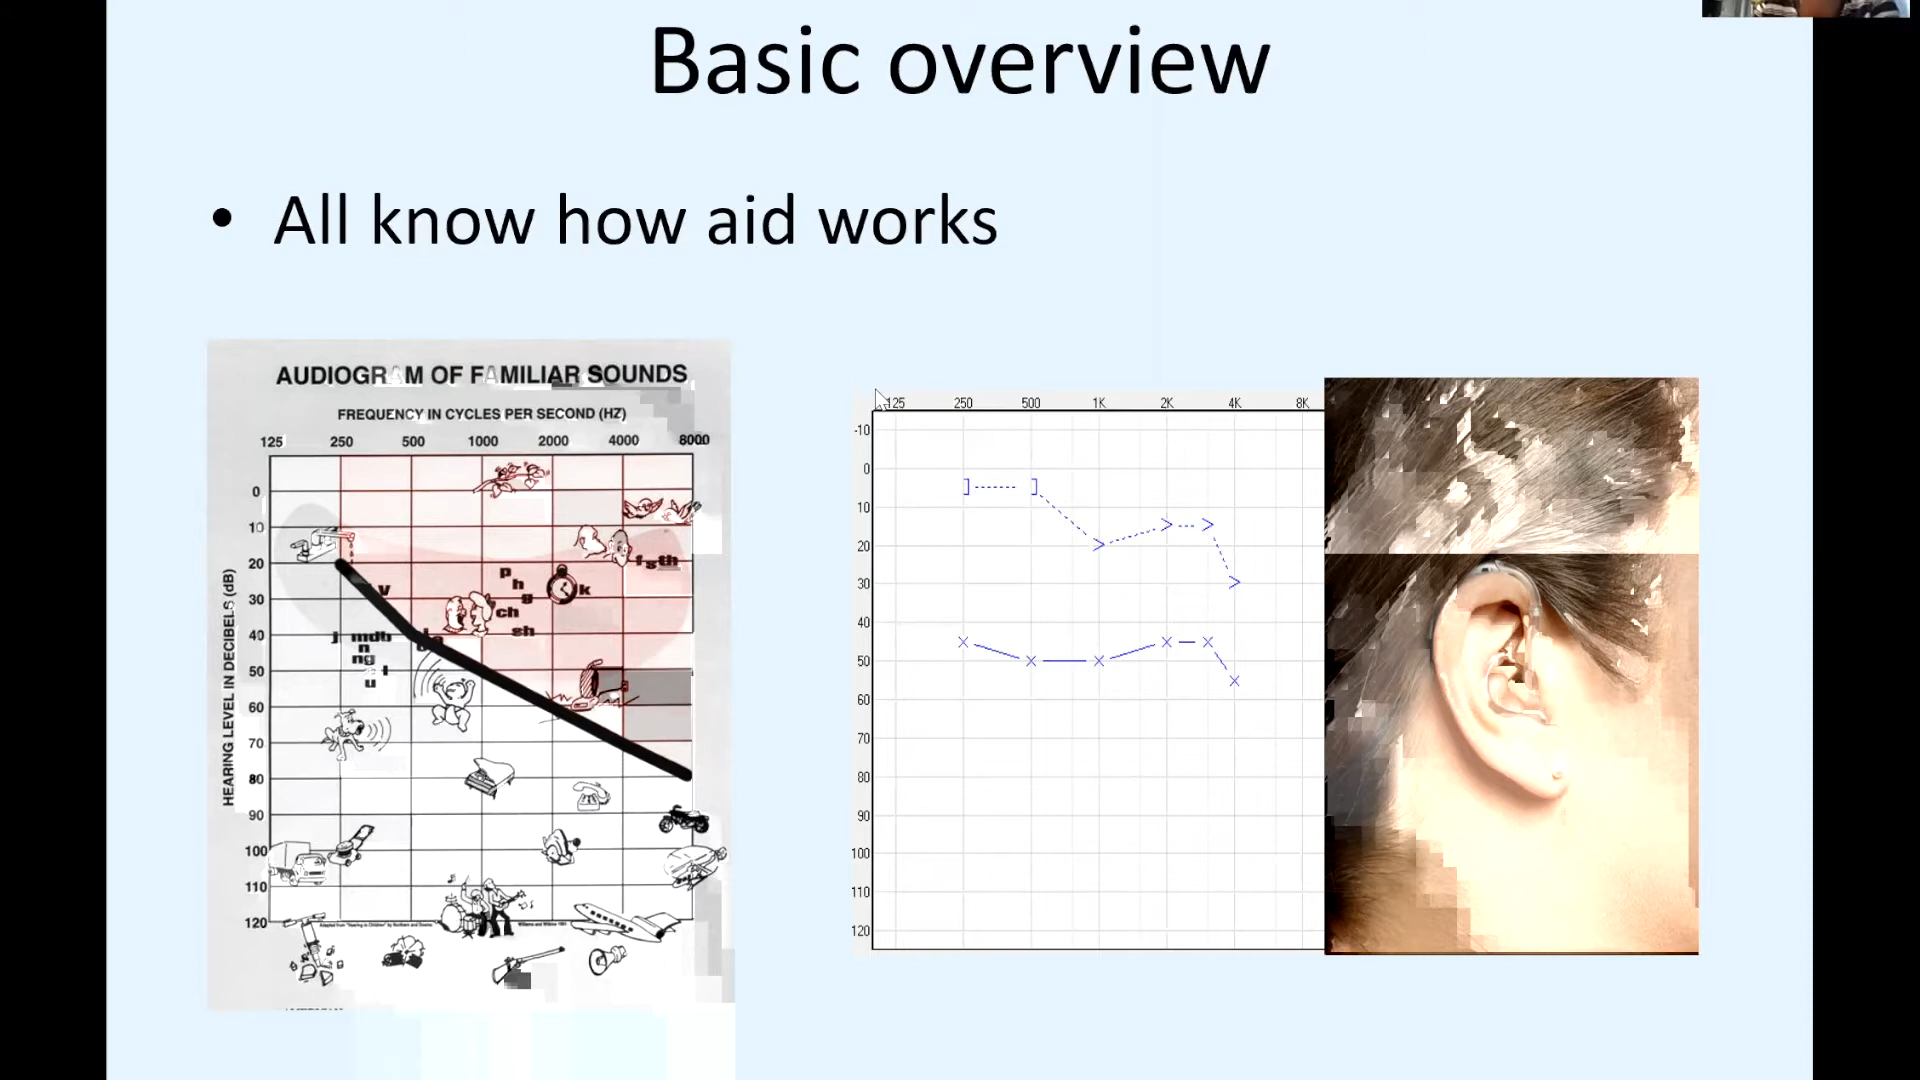 Basic overview
• All know how aid works
AUDIOGRAM OF FAMILIAR SOUNDS
FREQUENCY IN CYCLES PER SECOND (HZ)
125 250 500 1000 2000 4000 8000
HEARING LEVEL IN DECIBELS (dB)
0
10
20
30
40
50
60
70
80
90
100
110
120
f s th
p
h
g
k
v
ch
sh
j mdb
n
ng
l
u
125 250 500 1K 2K 4K 8K
-10
0
10
20
30
40
50
60
70
80
90
100
110
120